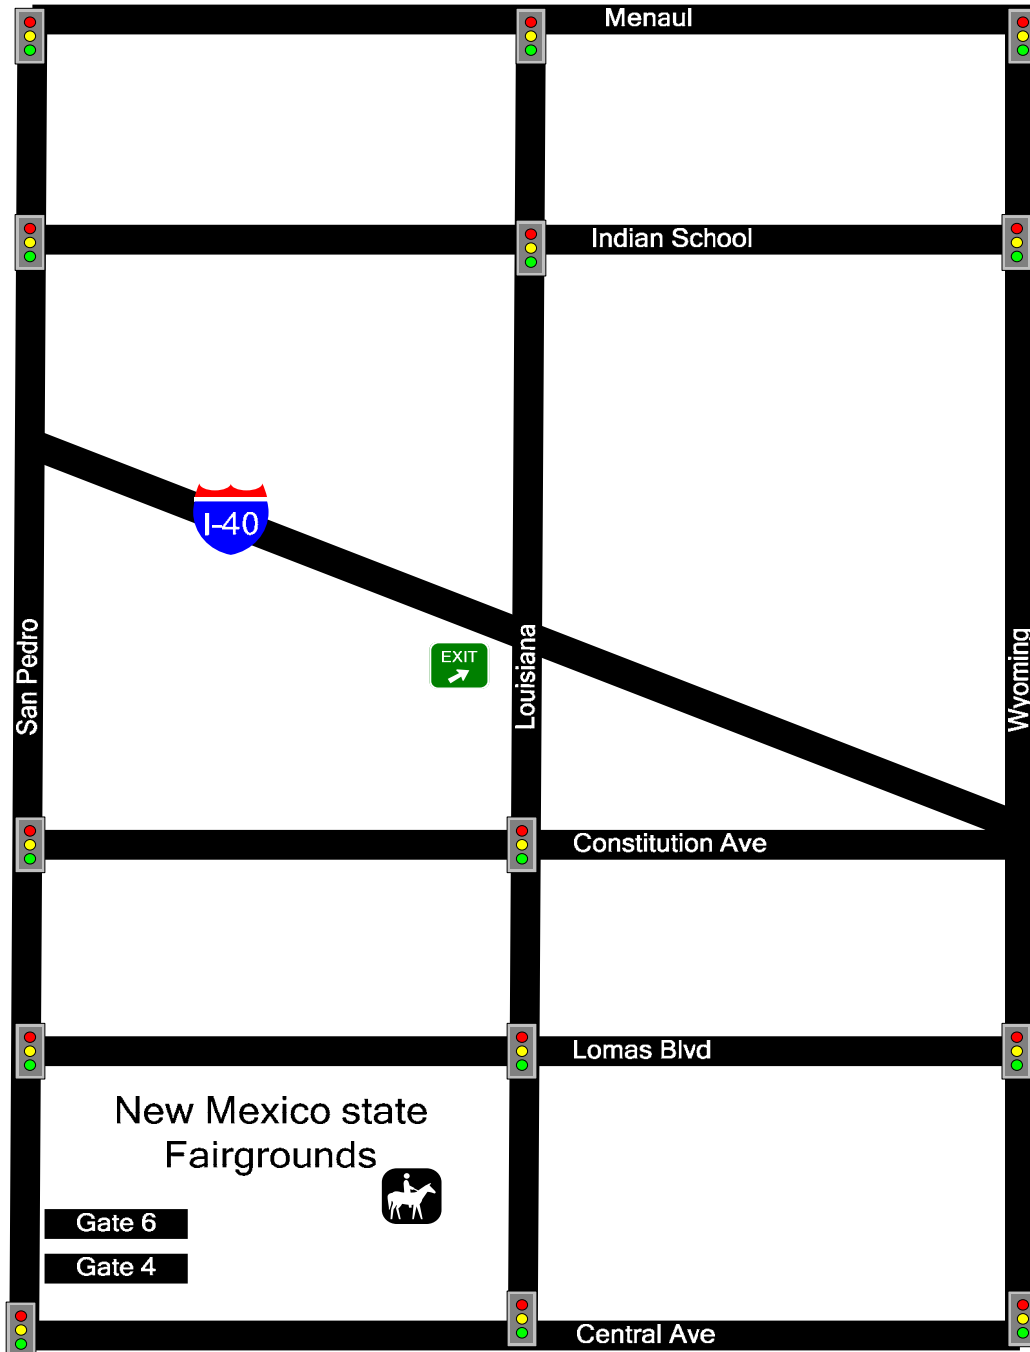 Menaul
Indian School
I-40
San Pedro
EXIT
Louisiana
Wyoming
Constitution Ave
Lomas Blvd
New Mexico state
Fairgrounds
Gate 6
Gate 4
Central Ave